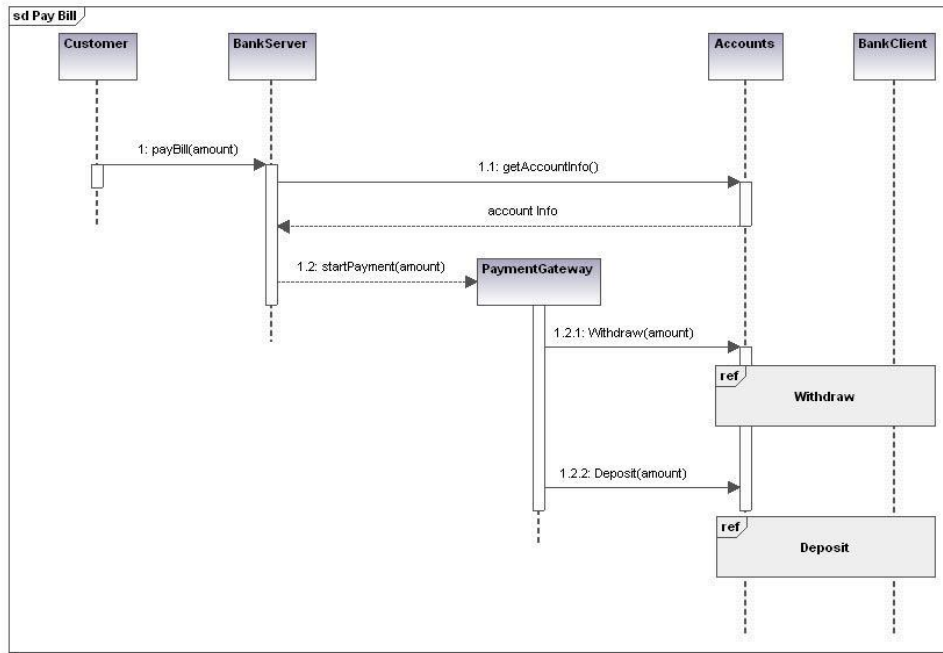 sd Pay Bill
Customer
BankServer
Accounts
BankClient
1: payBill(amount)
1.1: getAccountInfo()
account Info
1.2: startPayment(amount)
PaymentGateway
1.2.1: Withdraw(amount)
ref
Withdraw
1.2.2: Deposit(amount)
ref
Deposit